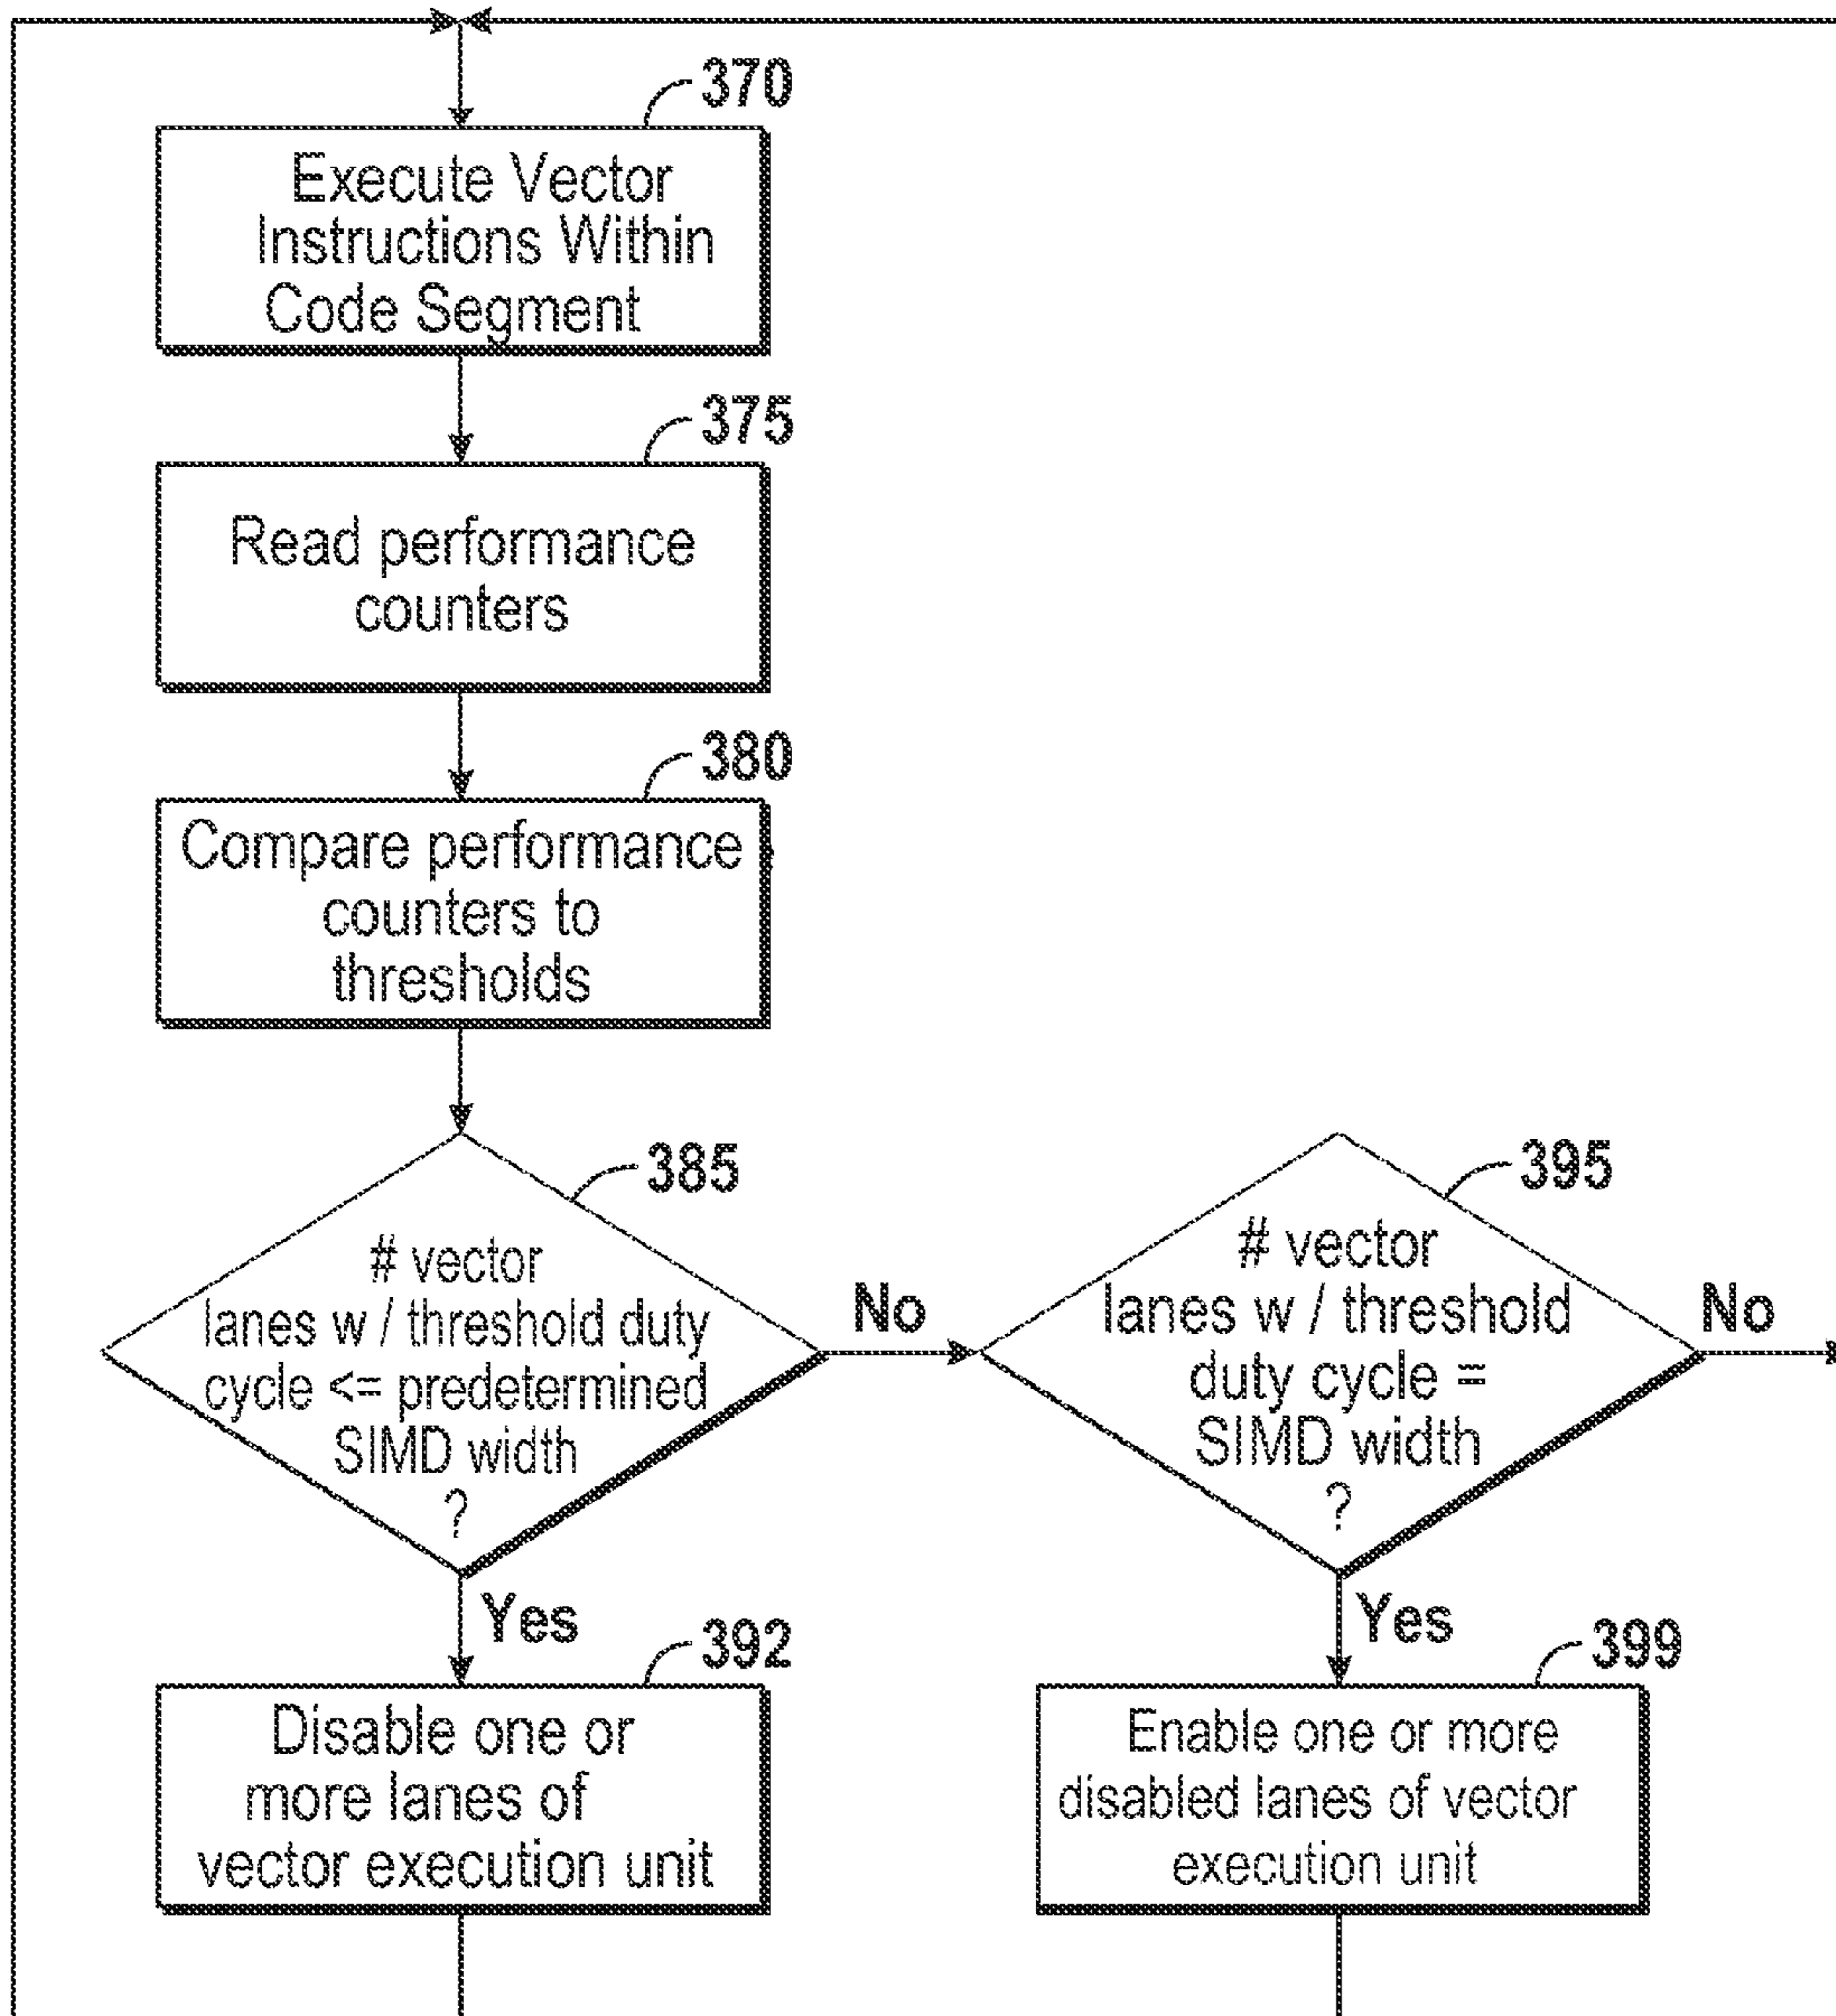 370
Execute Vector
Instructions Within
Code Segment
375
Read performance
counters
380
Compare performance
counters to
thresholds
385
# vector
lanes w / threshold duty
cycle <= predetermined
SIMD width
?
No
Yes
395
# vector
lanes w / threshold
duty cycle =
SIMD width
?
No
Yes
392
Disable one or
more lanes of
vector execution unit
399
Enable one or more
disabled lanes of vector
execution unit